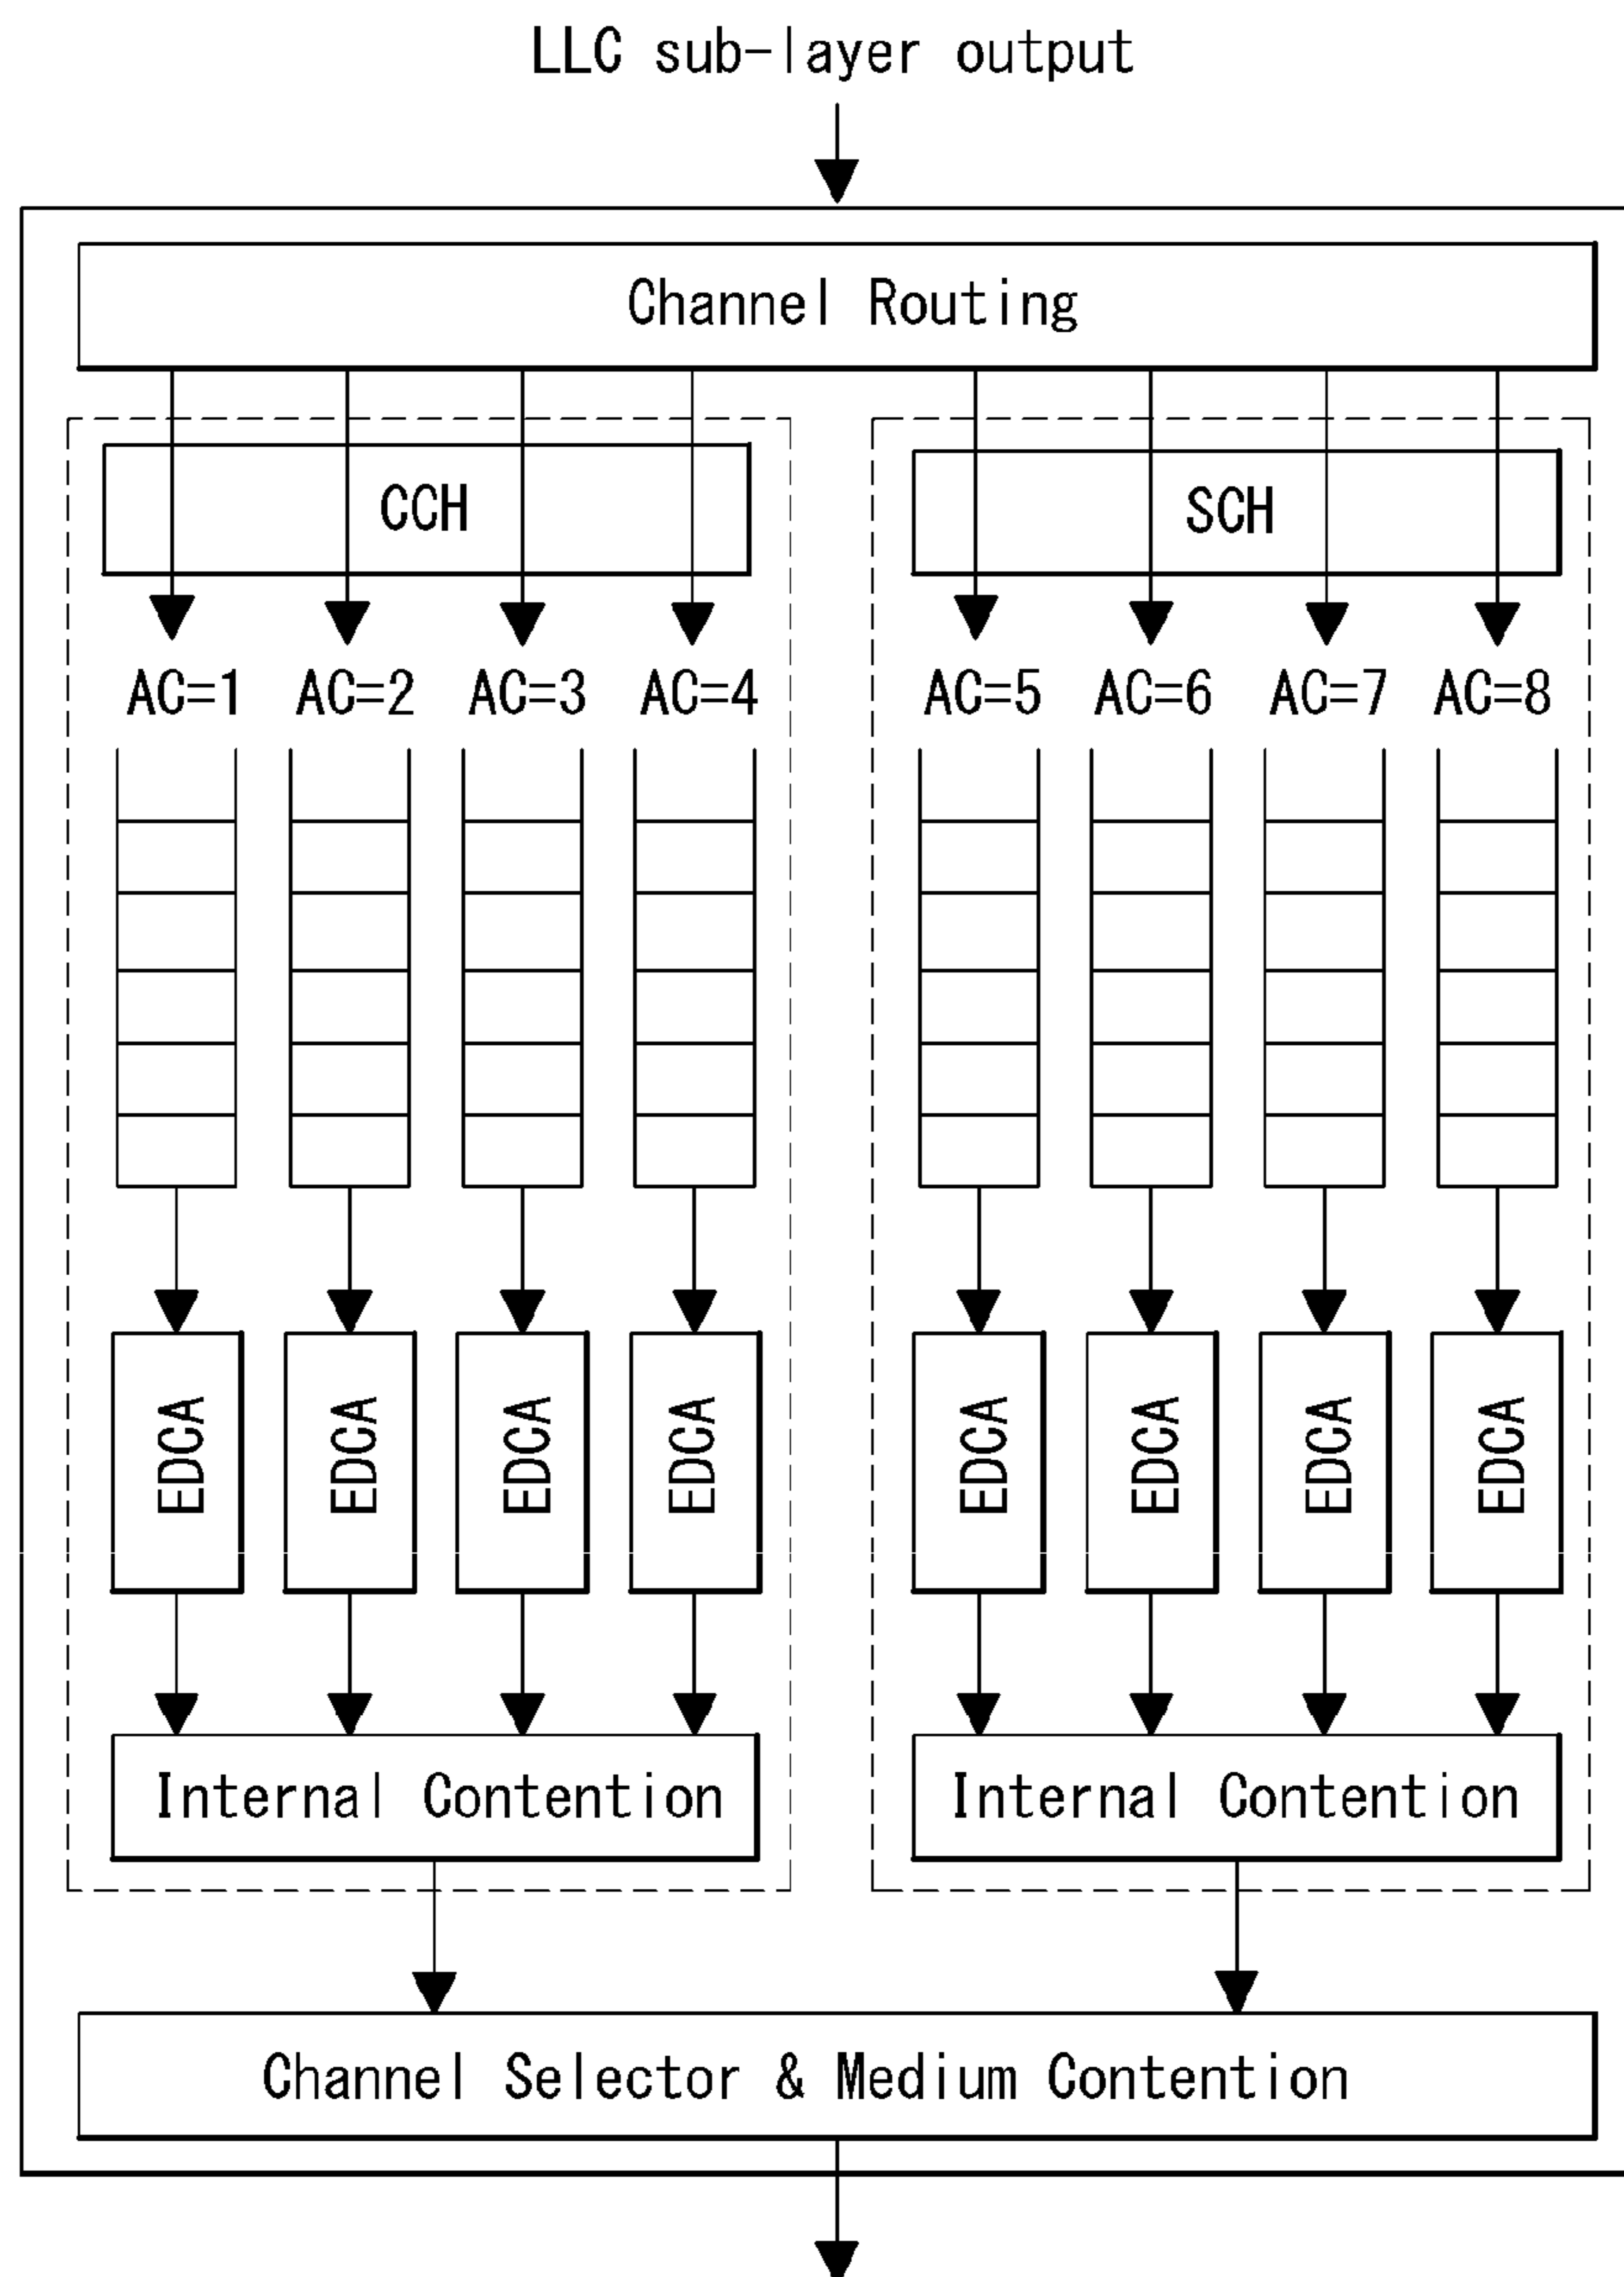 LLC sub-layer output
Channel Routing
CCH SCH
AC=1 AC=2 AC=3 AC=4 AC=5 AC=6 AC=7 AC=8
EDCA EDCA EDCA EDCA EDCA EDCA EDCA EDCA
Internal Contention Internal Contention
Channel Selector & Medium Contention